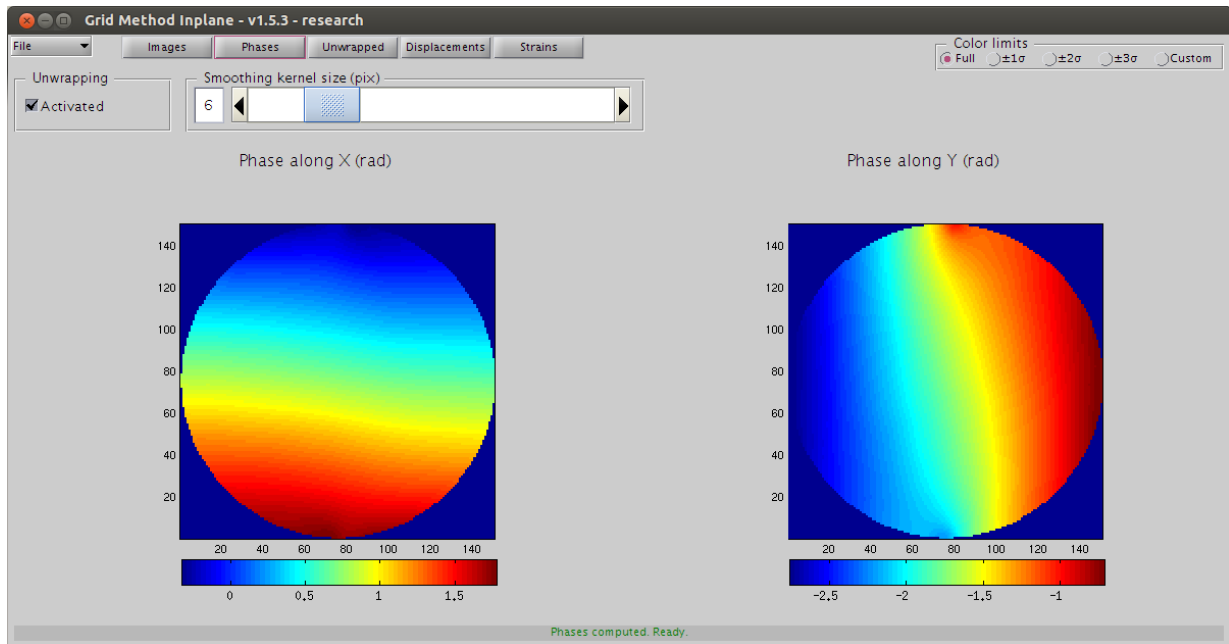 Grid Method Inplane - v1.5.3 - research
File Images Phases Unwrapped Displacements Strains
Color limits
Full ±1σ ±2σ ±3σ Custom
Unwrapping
Activated
Smoothing kernel size (pix)
6
Phase along X (rad)
140
120
100
80
60
40
20
20 40 60 80 100 120 140
0 0.5 1 1.5
Phase along Y (rad)
140
120
100
80
60
40
20
20 40 60 80 100 120 140
-2.5 -2 -1.5 -1
Phases computed. Ready.